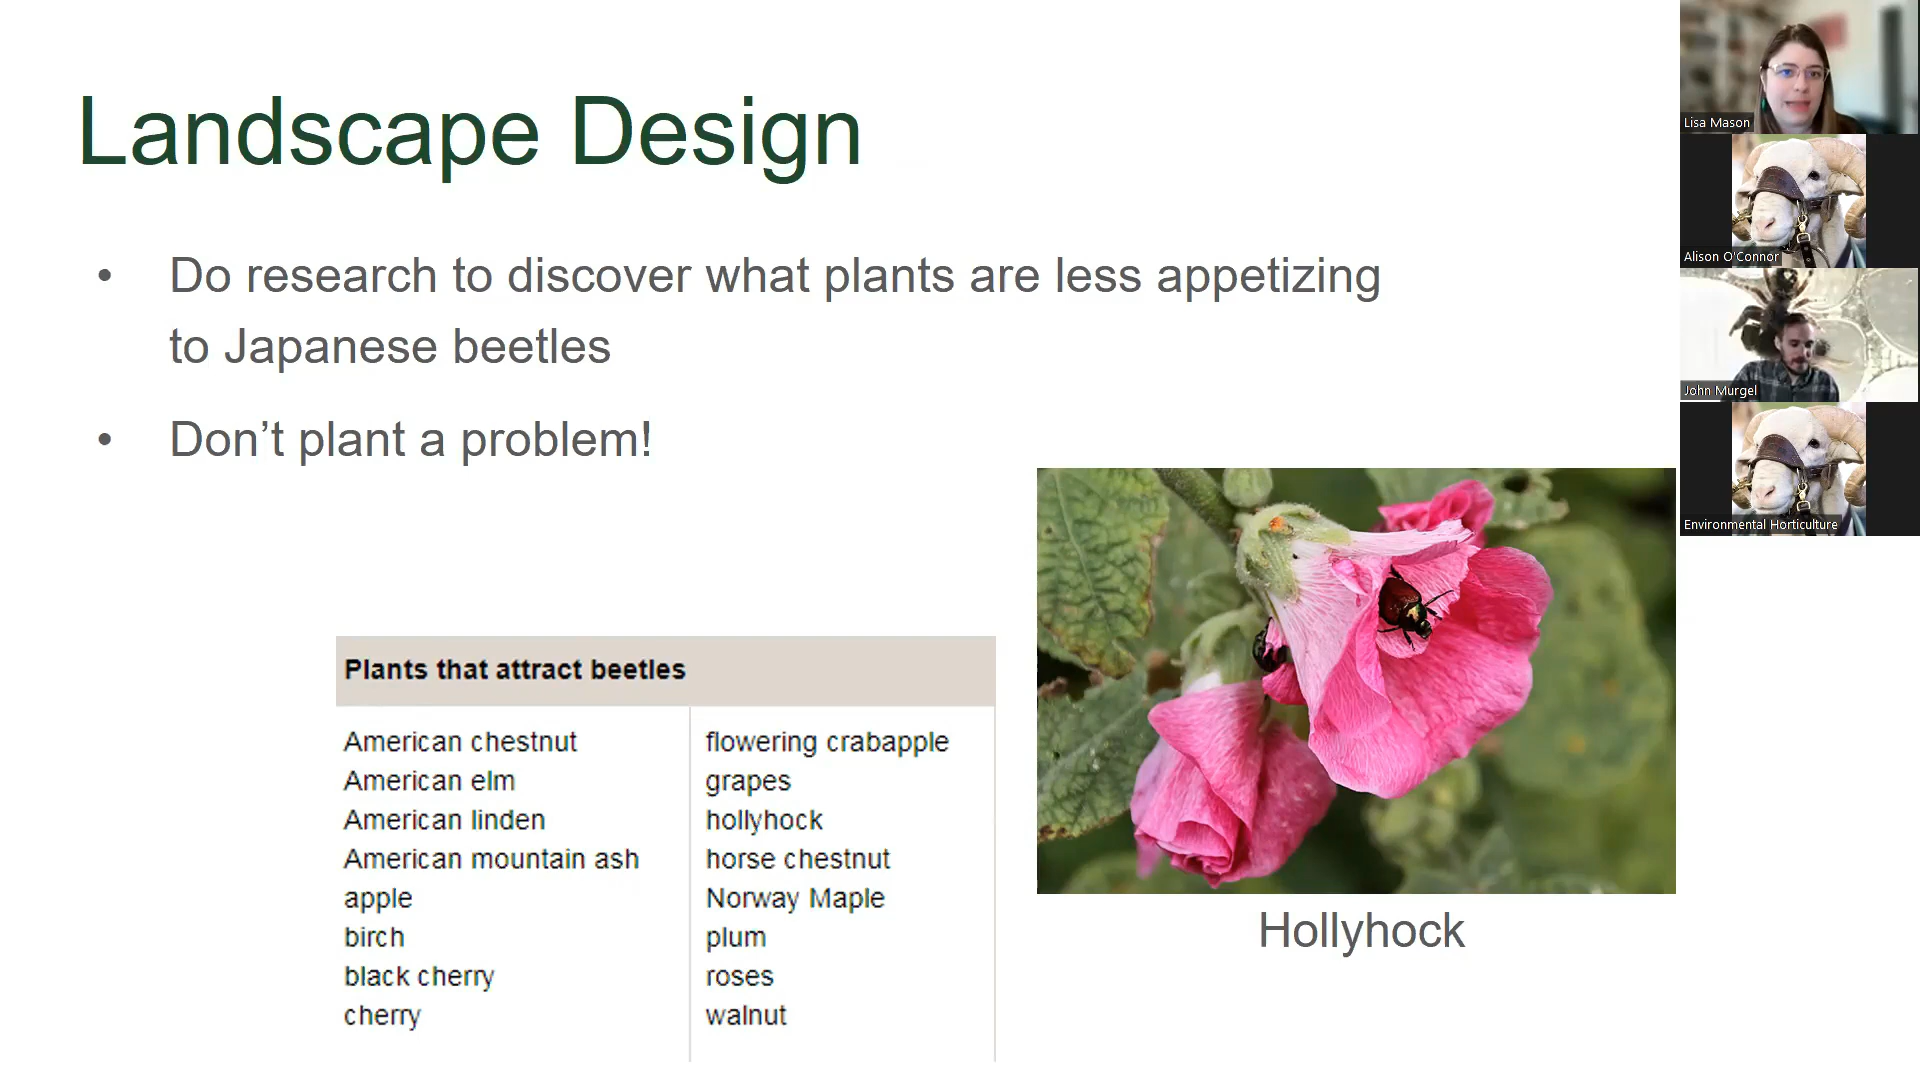 Landscape Design
• Do research to discover what plants are less appetizing
to Japanese beetles
• Don’t plant a problem!
Plants that attract beetles
American chestnut
American elm
American linden
American mountain ash
apple
birch
black cherry
cherry
flowering crabapple
grapes
hollyhock
horse chestnut
Norway Maple
plum
roses
walnut
Hollyhock
Lisa Mason
Alison O'Connor
John Murgel
Environmental Horticulture